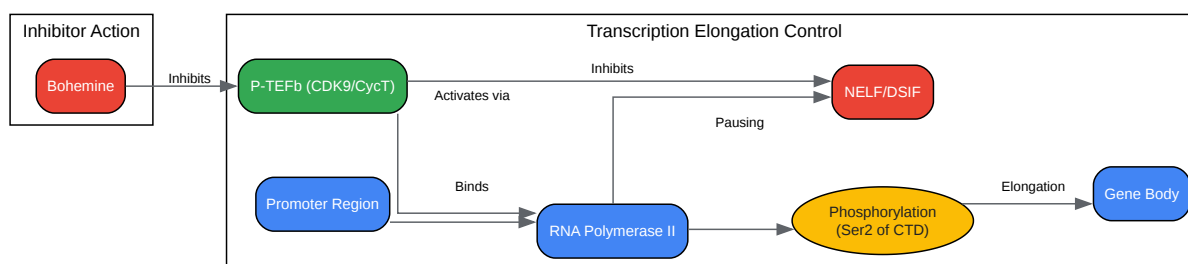 Inhibitor Action
Transcription Elongation Control
Bohemine
Inhibits
P-TEFb (CDK9/CycT)
Inhibits
Activates via
NELF/DSIF
Pausing
Promoter Region
Binds
RNA Polymerase II
Phosphorylation
(Ser2 of CTD)
Elongation
Gene Body